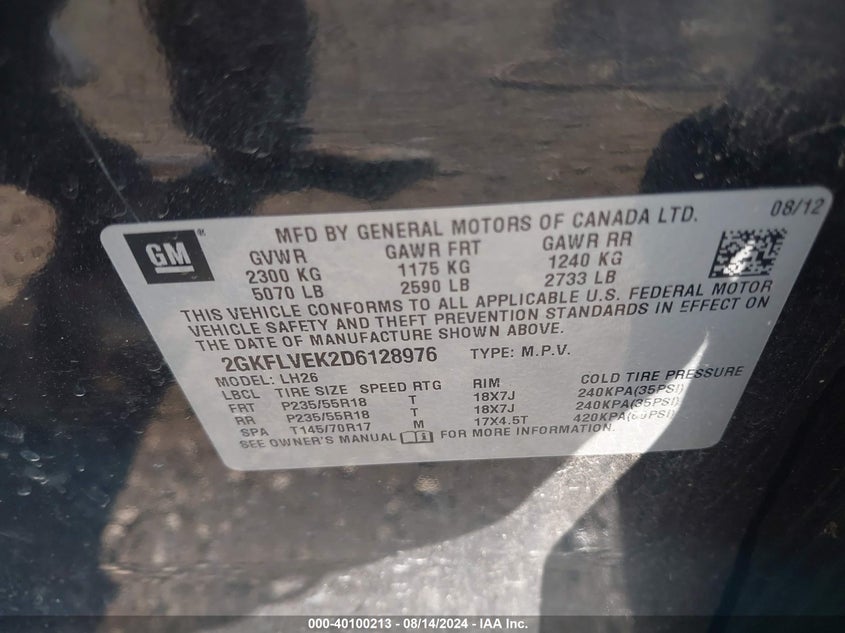 GM ®
MFD BY GENERAL MOTORS OF CANADA LTD. 08/12
GVWR GAWR FRT GAWR RR
2300 KG 1175 KG 1240 KG
5070 LB 2590 LB 2733 LB
THIS VEHICLE CONFORMS TO ALL APPLICABLE U.S. FEDERAL MOTOR
VEHICLE SAFETY AND THEFT PREVENTION STANDARDS IN EFFECT ON
THE DATE OF MANUFACTURE SHOWN ABOVE.
2GKFLVEK2D6128976 TYPE: M.P.V.
MODEL: LH26
LBCL TIRE SIZE SPEED RTG RIM COLD TIRE PRESSURE
FRT P235/55R18 T 18X7J 240KPA(35PSI)
RR P235/55R18 T 18X7J 240KPA(35PSI)
SPA T145/70R17 M 17X4.5T 420KPA(60PSI)
SEE OWNER'S MANUAL FOR MORE INFORMATION.
000-40100213 - 08/14/2024 - IAA Inc.